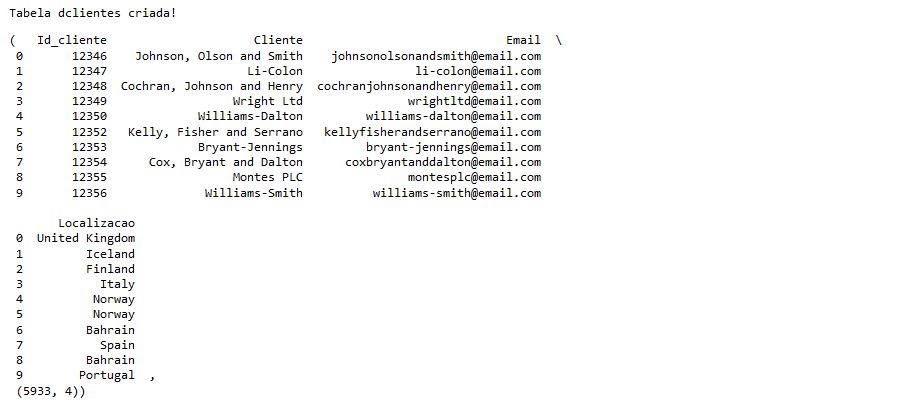 Tabela dclientes criada!
(   Id_cliente                    Cliente                           Email  \
 0       12346    Johnson, Olson and Smith    johnsonolsonandsmith@email.com
 1       12347                    Li-Colon              li-colon@email.com
 2       12348  Cochran, Johnson and Henry  cochranjohnsonandhenry@email.com
 3       12349                  Wright Ltd             wrightltd@email.com
 4       12350             Williams-Dalton       williams-dalton@email.com
 5       12352   Kelly, Fisher and Serrano   kellyfisherandserrano@email.com
 6       12353             Bryant-Jennings       bryant-jennings@email.com
 7       12354      Cox, Bryant and Dalton      coxbryantanddalton@email.com
 8       12355                  Montes PLC             montesplc@email.com
 9       12356              Williams-Smith        williams-smith@email.com
      Localizacao
 0  United Kingdom
 1         Iceland
 2         Finland
 3           Italy
 4          Norway
 5          Norway
 6         Bahrain
 7           Spain
 8         Bahrain
 9        Portugal  ,
 (5933, 4))